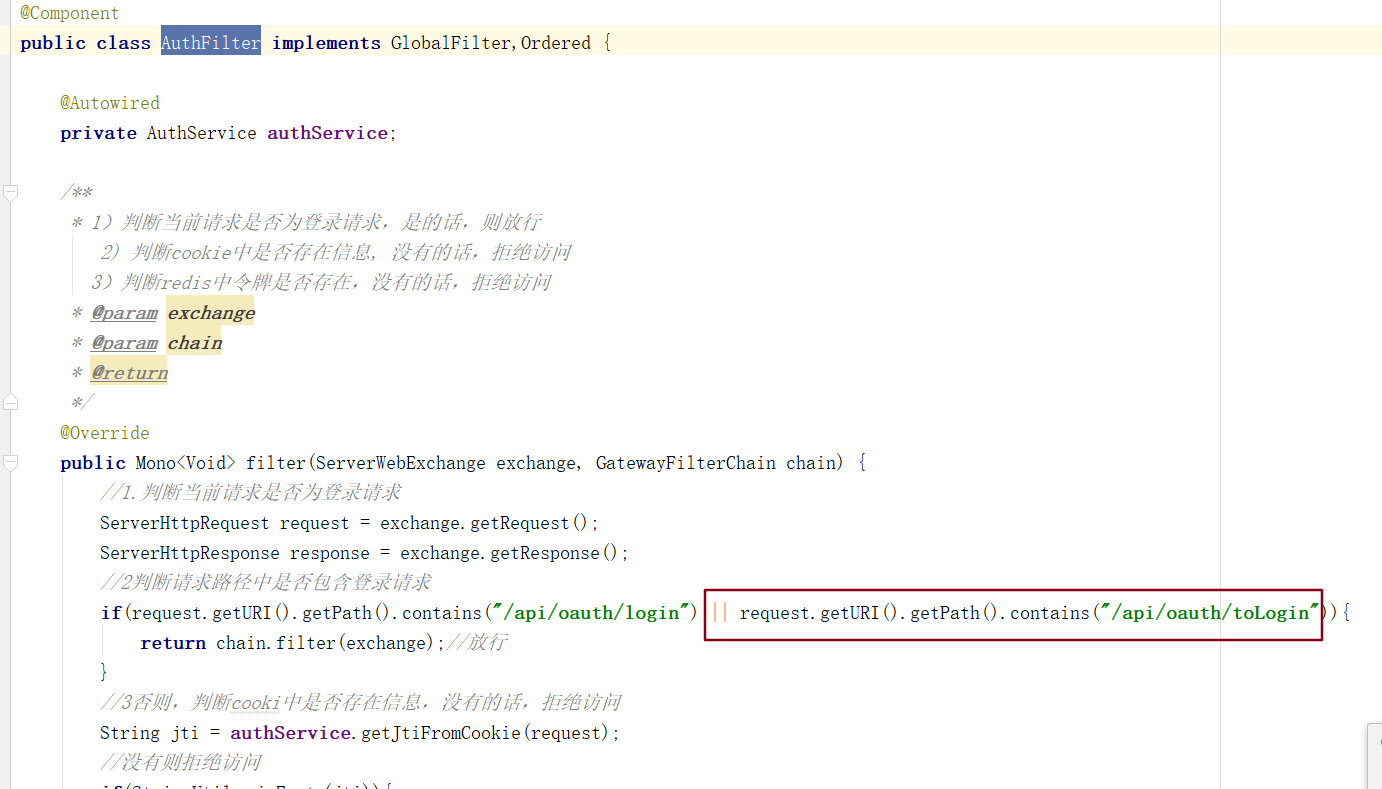 @Component
public class AuthFilter implements GlobalFilter,Ordered {
@Autowired
private AuthService authService;
/**
* 1）判断当前请求是否为登录请求，是的话，则放行
2) 判断cookie中是否存在信息, 没有的话，拒绝访问
3）判断redis中令牌是否存在，没有的话，拒绝访问
* @param exchange
* @param chain
* @return
*/
@Override
public Mono<Void> filter(ServerWebExchange exchange, GatewayFilterChain chain) {
//1.判断当前请求是否为登录请求
ServerHttpRequest request = exchange.getRequest();
ServerHttpResponse response = exchange.getResponse();
//2判断请求路径中是否包含登录请求
if(request.getURI().getPath().contains("/api/oauth/login") || request.getURI().getPath().contains("/api/oauth/toLogin")){
return chain.filter(exchange);//放行
}
//3否则，判断cooki中是否存在信息，没有的话，拒绝访问
String jti = authService.getJtiFromCookie(request);
//没有则拒绝访问